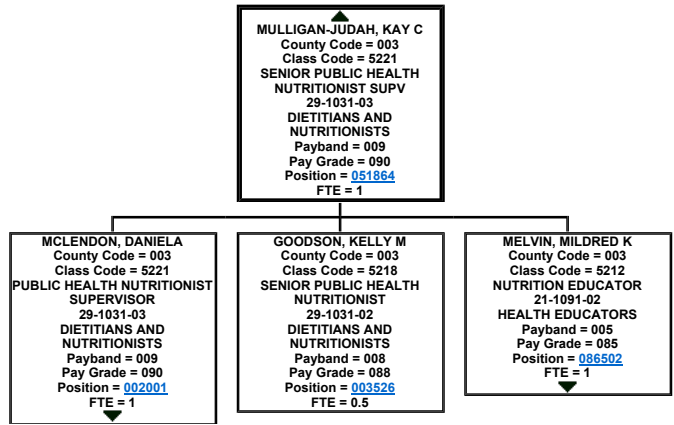 MULLIGAN-JUDAH, KAY C
County Code = 003
Class Code = 5221
SENIOR PUBLIC HEALTH
NUTRITIONIST SUPV
29-1031-03
DIETITIANS AND
NUTRITIONISTS
Payband = 009
Pay Grade = 090
Position = 051864
FTE = 1
MCLENDON, DANIELA
County Code = 003
Class Code = 5221
PUBLIC HEALTH NUTRITIONIST
SUPERVISOR
29-1031-03
DIETITIANS AND
NUTRITIONISTS
Payband = 009
Pay Grade = 090
Position = 002001
FTE = 1
GOODSON, KELLY M
County Code = 003
Class Code = 5218
SENIOR PUBLIC HEALTH
NUTRITIONIST
29-1031-02
DIETITIANS AND
NUTRITIONISTS
Payband = 008
Pay Grade = 088
Position = 003526
FTE = 0.5
MELVIN, MILDRED K
County Code = 003
Class Code = 5212
NUTRITION EDUCATOR
21-1091-02
HEALTH EDUCATORS
Payband = 005
Pay Grade = 085
Position = 086502
FTE = 1